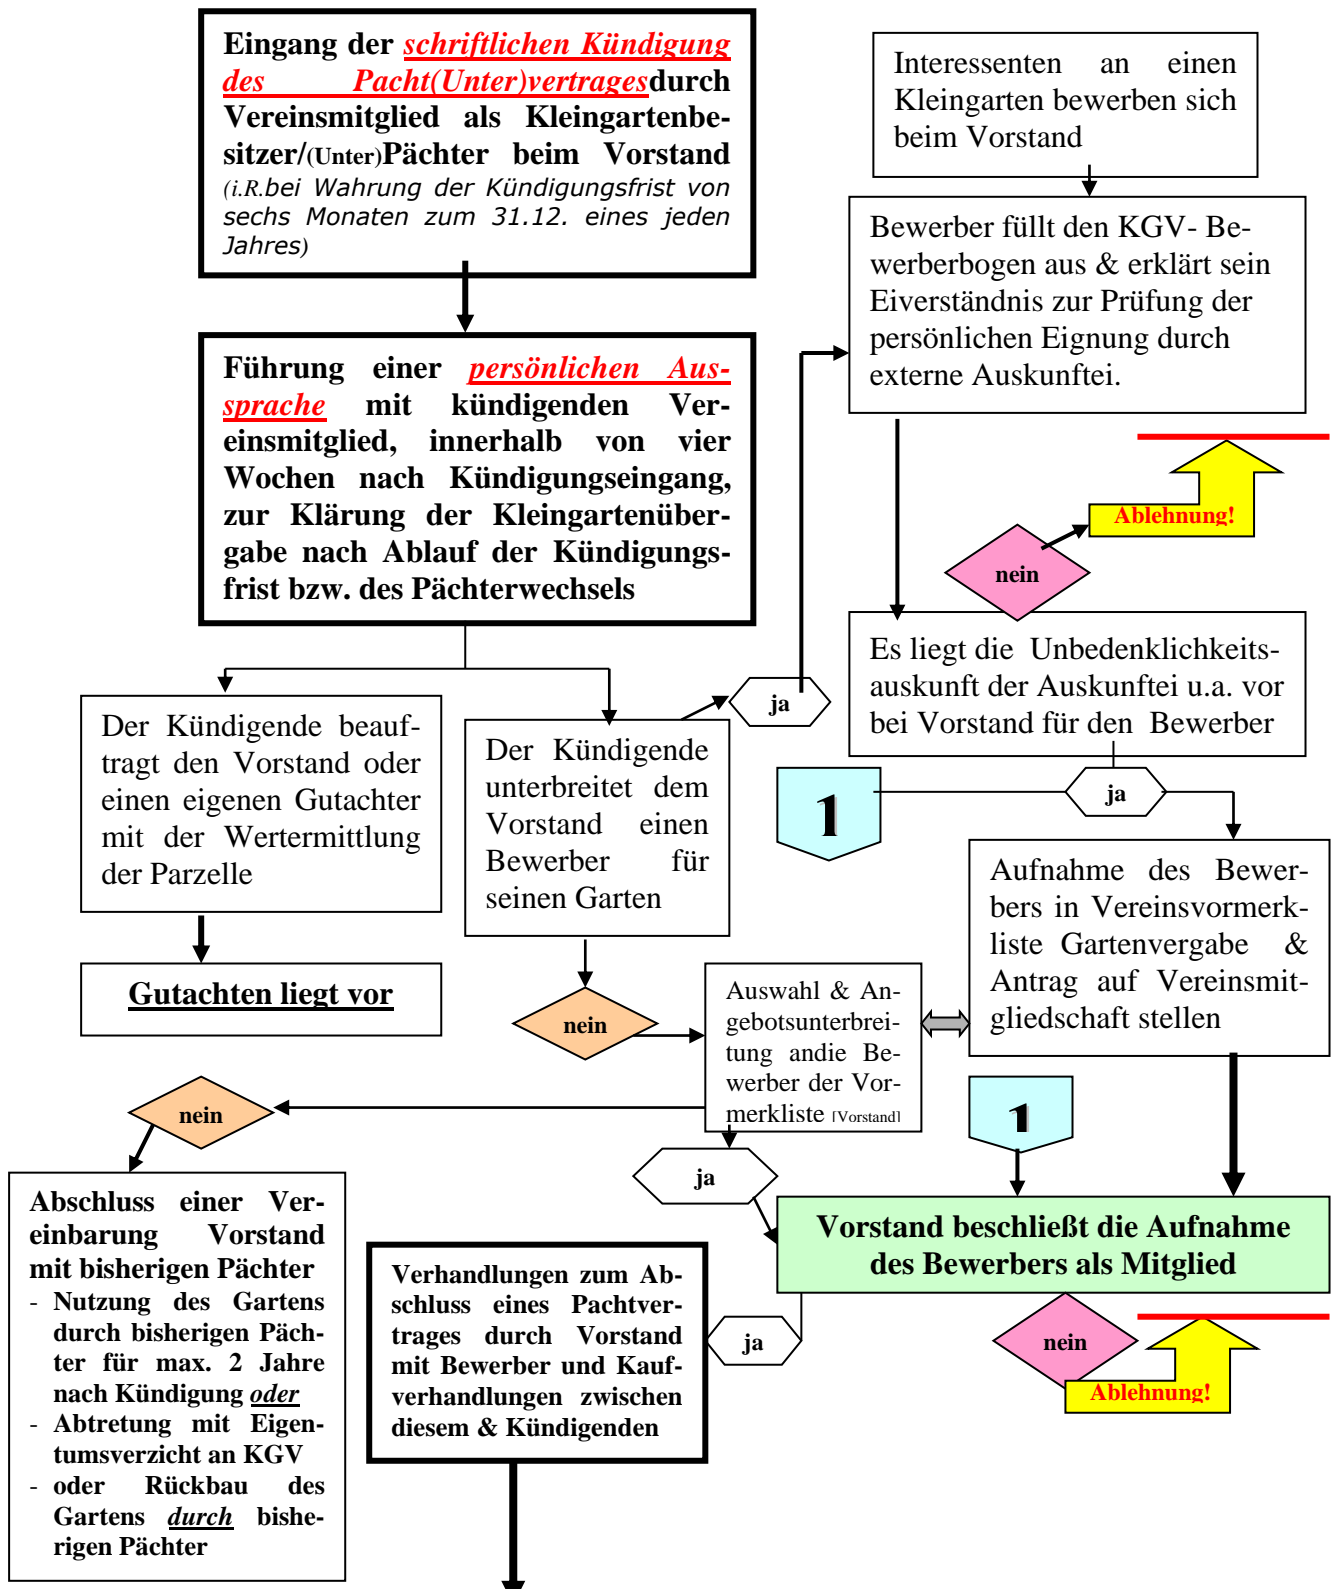 Eingang der schriftlichen Kündigung
des Pacht(Unter)vertragesdurch
Vereinsmitglied als Kleingartenbe-
sitzer/(Unter)Pächter beim Vorstand
(i.R.bei Wahrung der Kündigungsfrist von
sechs Monaten zum 31.12. eines jeden
Jahres)
Interessenten an einen
Kleingarten bewerben sich
beim Vorstand
Bewerber füllt den KGV- Be-
werberbogen aus & erklärt sein
Eiverständnis zur Prüfung der
persönlichen Eignung durch
externe Auskunftei.
Führung einer persönlichen Aus-
sprache mit kündigenden Ver-
einsmitglied, innerhalb von vier
Wochen nach Kündigungseingang,
zur Klärung der Kleingartenüber-
gabe nach Ablauf der Kündigungs-
frist bzw. des Pächterwechsels
Ablehnung!
nein
Es liegt die Unbedenklichkeits-
auskunft der Auskunftei u.a. vor
bei Vorstand für den Bewerber
ja
Der Kündigende beauf-
tragt den Vorstand oder
einen eigenen Gutachter
mit der Wertermittlung
der Parzelle
Der Kündigende
unterbreitet dem
Vorstand einen
Bewerber für
seinen Garten
1
ja
Aufnahme des Bewer-
bers in Vereinsvormerk-
liste Gartenvergabe &
Antrag auf Vereinsmit-
gliedschaft stellen
Gutachten liegt vor
nein
Auswahl & An-
gebotsunterbrei-
tung andie Be-
werber der Vor-
merkliste [Vorstand]
nein
1
ja
Abschluss einer Ver-
einbarung Vorstand
mit bisherigen Pächter
- Nutzung des Gartens
durch bisherigen Päch-
ter für max. 2 Jahre
nach Kündigung oder
- Abtretung mit Eigen-
tumsverzicht an KGV
- oder Rückbau des
Gartens durch bishe-
rigen Pächter
Vorstand beschließt die Aufnahme
des Bewerbers als Mitglied
Verhandlungen zum Ab-
schluss eines Pachtver-
trages durch Vorstand
mit Bewerber und Kauf-
verhandlungen zwischen
diesem & Kündigenden
ja
nein
Ablehnung!